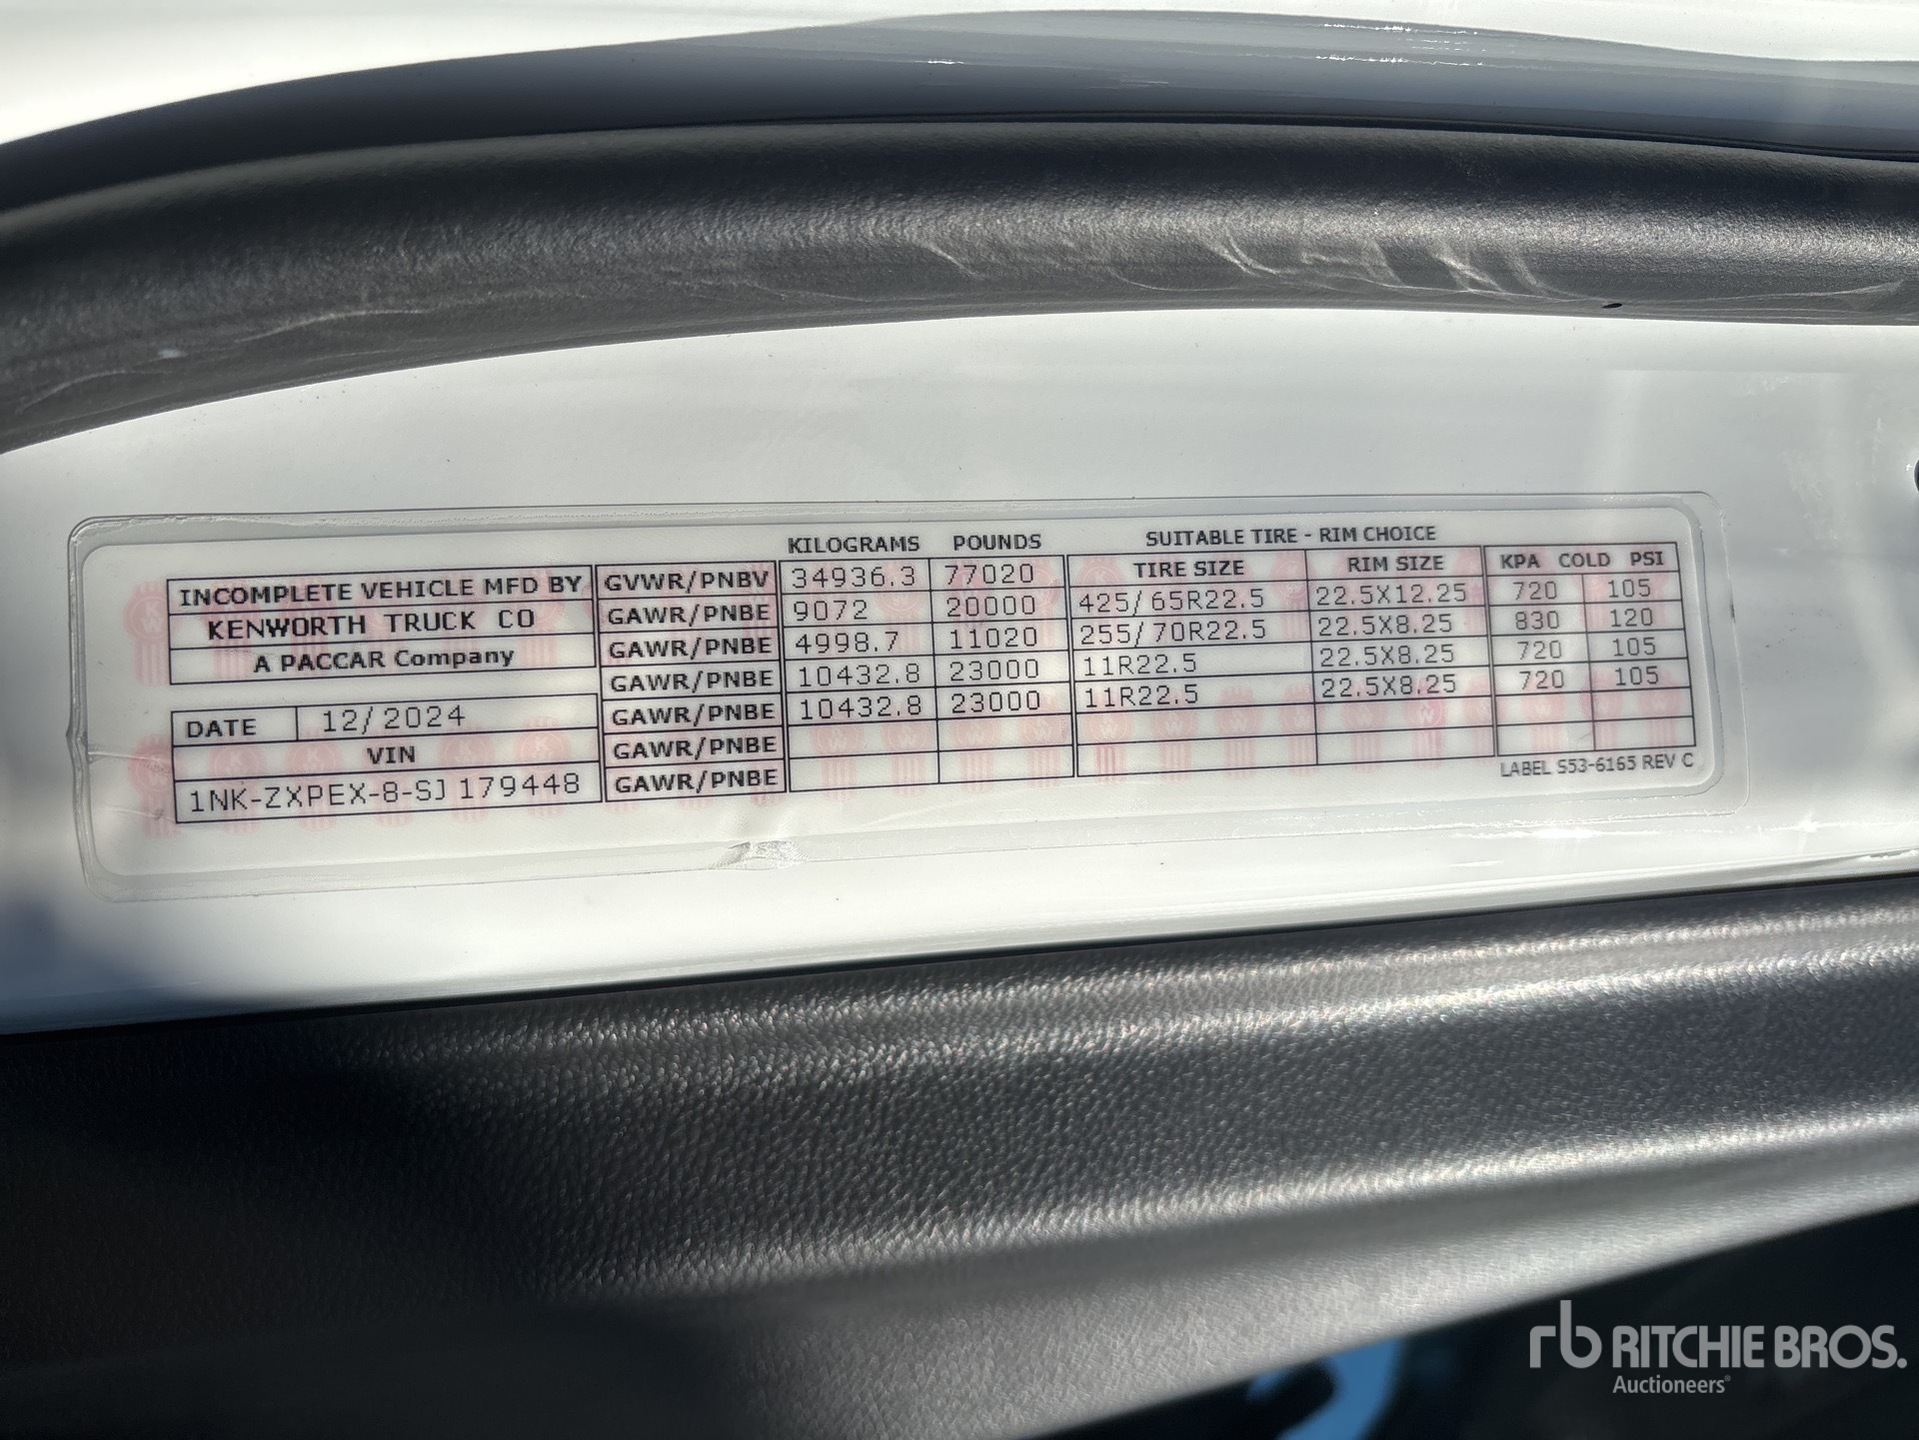 KILOGRAMS POUNDS SUITABLE TIRE - RIM CHOICE
INCOMPLETE VEHICLE MFD BY GVWR/PNBV 34936.3 77020 TIRE SIZE RIM SIZE KPA COLD PSI
KENWORTH TRUCK CO GAWR/PNBE 9072 20000 425/65R22.5 22.5X12.25 720 105
A PACCAR Company GAWR/PNBE 4998.7 11020 255/70R22.5 22.5X8.25 830 120
GAWR/PNBE 10432.8 23000 11R22.5 22.5X8.25 720 105
DATE 12/2024 GAWR/PNBE 10432.8 23000 11R22.5 22.5X8.25 720 105
VIN GAWR/PNBE
1NK-ZXPEX-8-SJ179448 GAWR/PNBE
LABEL S53-6165 REV C
rb RITCHIE BROS.
Auctioneers®